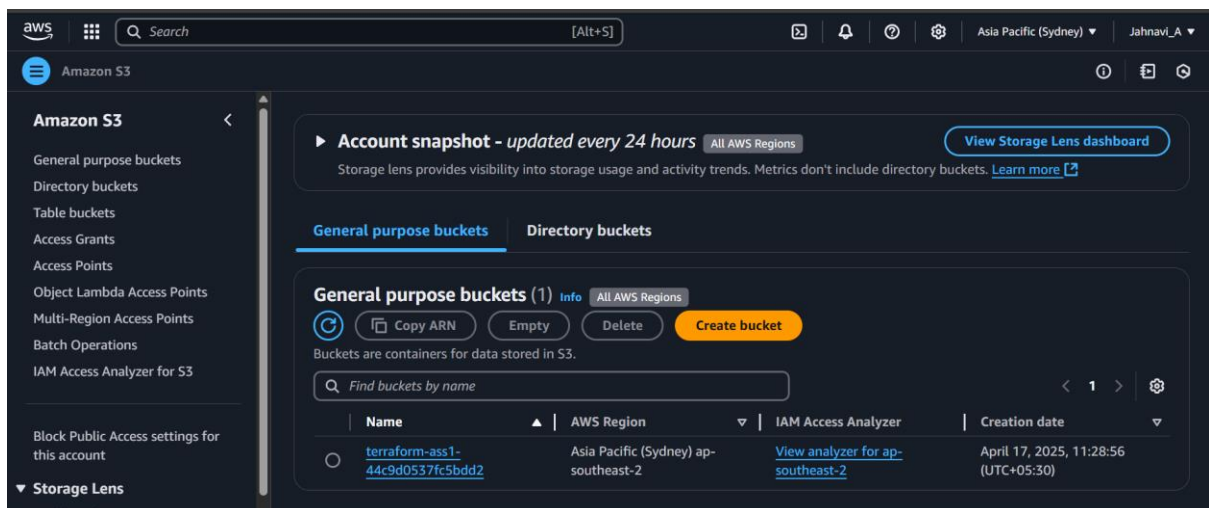 aws Search [Alt+S] Asia Pacific (Sydney) Jahnavi_A
Amazon S3
Amazon S3
General purpose buckets
Directory buckets
Table buckets
Access Grants
Access Points
Object Lambda Access Points
Multi-Region Access Points
Batch Operations
IAM Access Analyzer for S3
Block Public Access settings for
this account
Storage Lens
Account snapshot - updated every 24 hours All AWS Regions View Storage Lens dashboard
Storage lens provides visibility into storage usage and activity trends. Metrics don't include directory buckets. Learn more
General purpose buckets Directory buckets
General purpose buckets (1) Info All AWS Regions
Copy ARN Empty Delete Create bucket
Buckets are containers for data stored in S3.
Find buckets by name 1
Name AWS Region IAM Access Analyzer Creation date
terraform-ass1- Asia Pacific (Sydney) ap- View analyzer for ap- April 17, 2025, 11:28:56
44c9d0537fc5bdd2 southeast-2 southeast-2 (UTC+05:30)